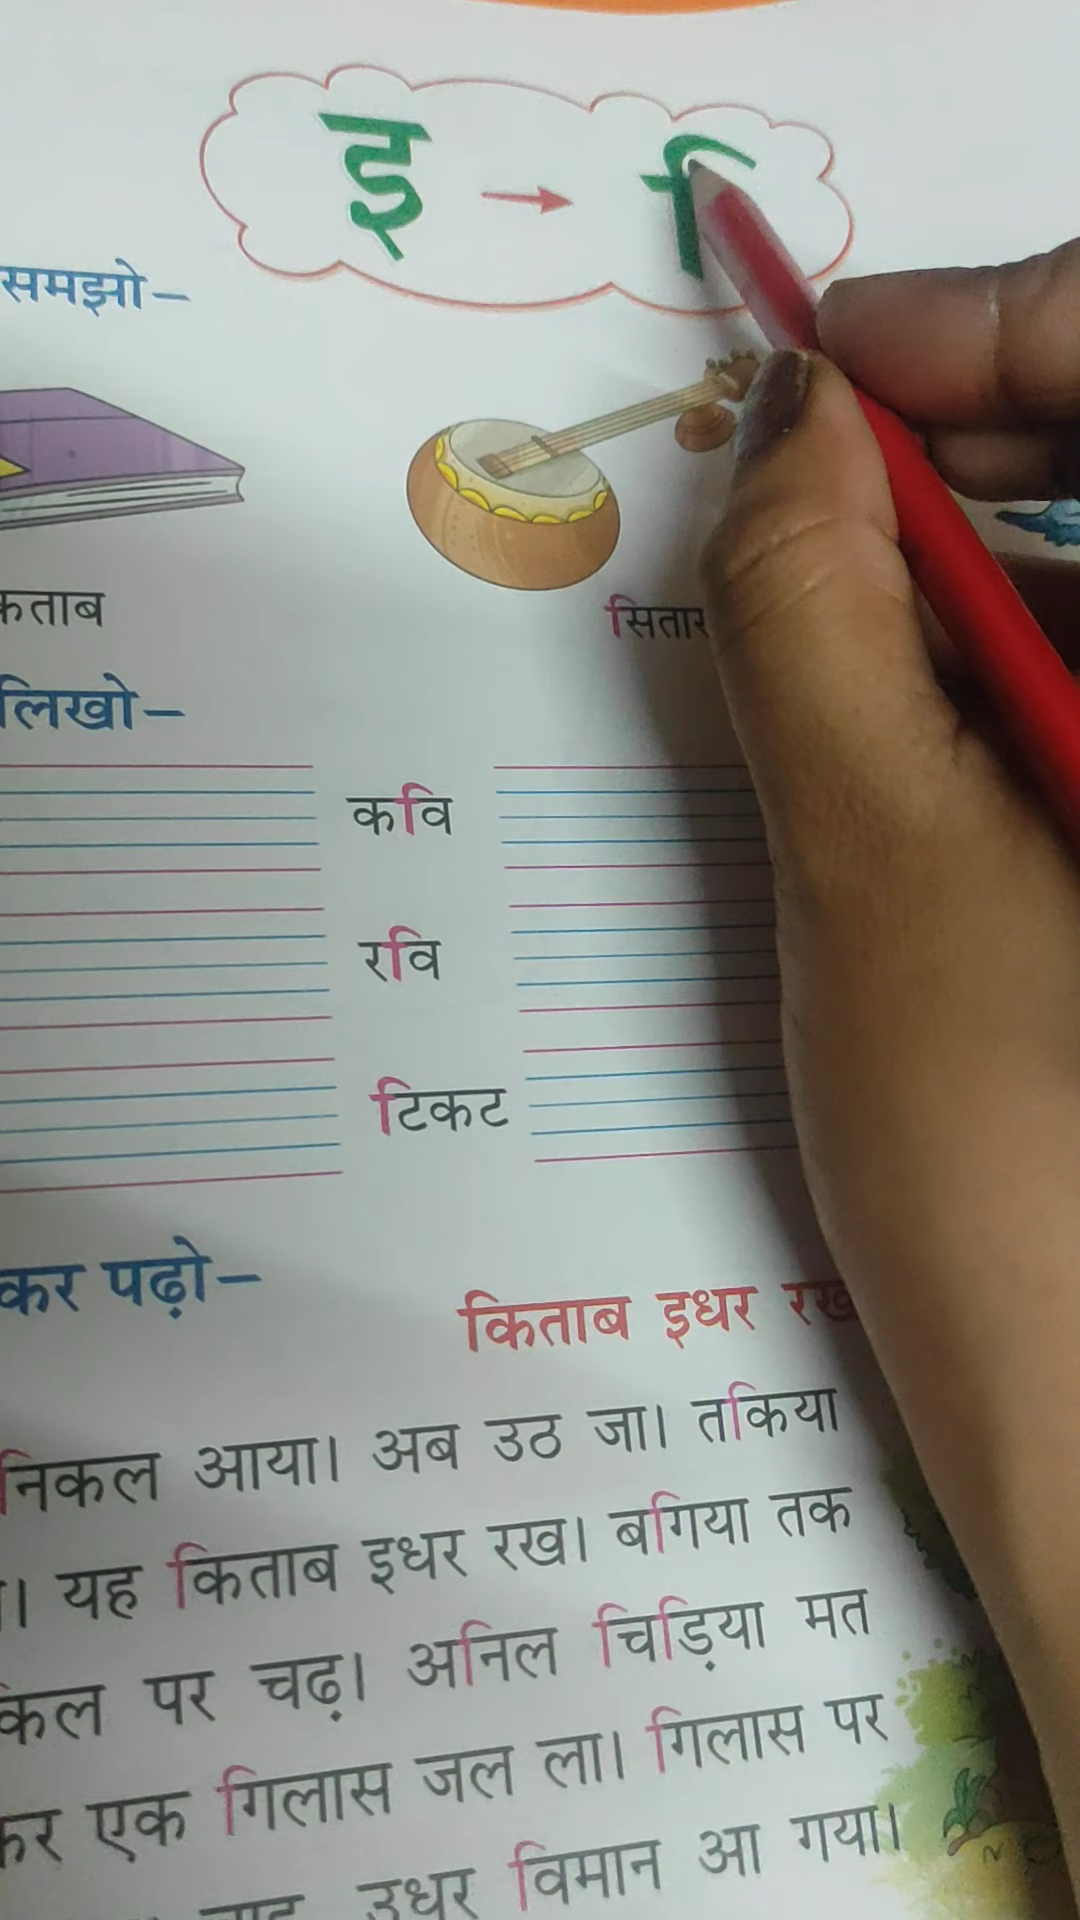 इ → ि
समझो–
सितार
लिखो–
कवि
रवि
टिकट
कर पढ़ो–
किताब इधर
निकल आया। अब उठ जा। तकिया
। यह किताब इधर रख। बगिया तक
पर चढ़। अनिल चिड़िया मत
एक गिलास जल ला। गिलास पर
उधर विमान आ गया।